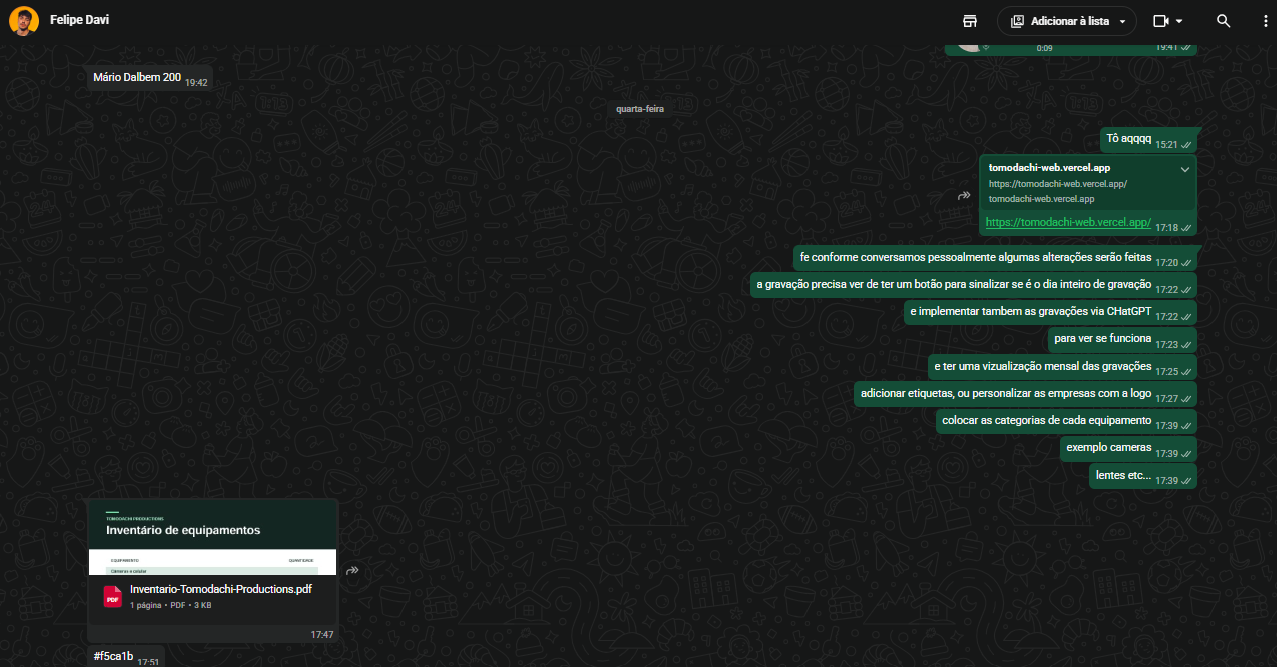 Felipe Davi
Adicionar à lista
0:09
19:41
Mário Dalbem 200
19:42
quarta-feira
Tô aqqqq
15:21
tomodachi-web.vercel.app
https://tomodachi-web.vercel.app/
tomodachi-web.vercel.app
https://tomodachi-web.vercel.app/
17:18
fe conforme conversamos pessoalmente algumas alterações serão feitas
17:20
a gravação precisa ver de ter um botão para sinalizar se é o dia inteiro de gravação
17:22
e implementar tambem as gravações via CHatGPT
17:22
para ver se funciona
17:23
e ter uma vizualização mensal das gravações
17:25
adicionar etiquetas, ou personalizar as empresas com a logo
17:27
colocar as categorias de cada equipamento
17:39
exemplo cameras
17:39
lentes etc...
17:39
TOMODACHI PRODUCTIONS
Inventário de equipamentos
EQUIPAMENTO
QUANTIDADE
Câmeras e celular
PDF
Inventario-Tomodachi-Productions.pdf
1 página • PDF • 3 KB
17:47
#f5ca1b
17:51